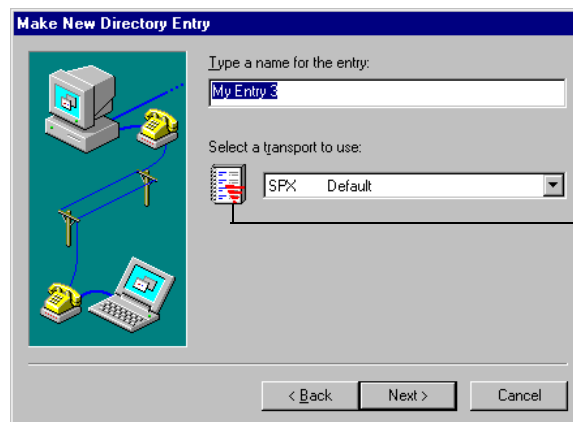 Make New Directory Entry
Type a name for the entry:
My Entry 3
Select a transport to use:
SPX Default
< Back Next > Cancel